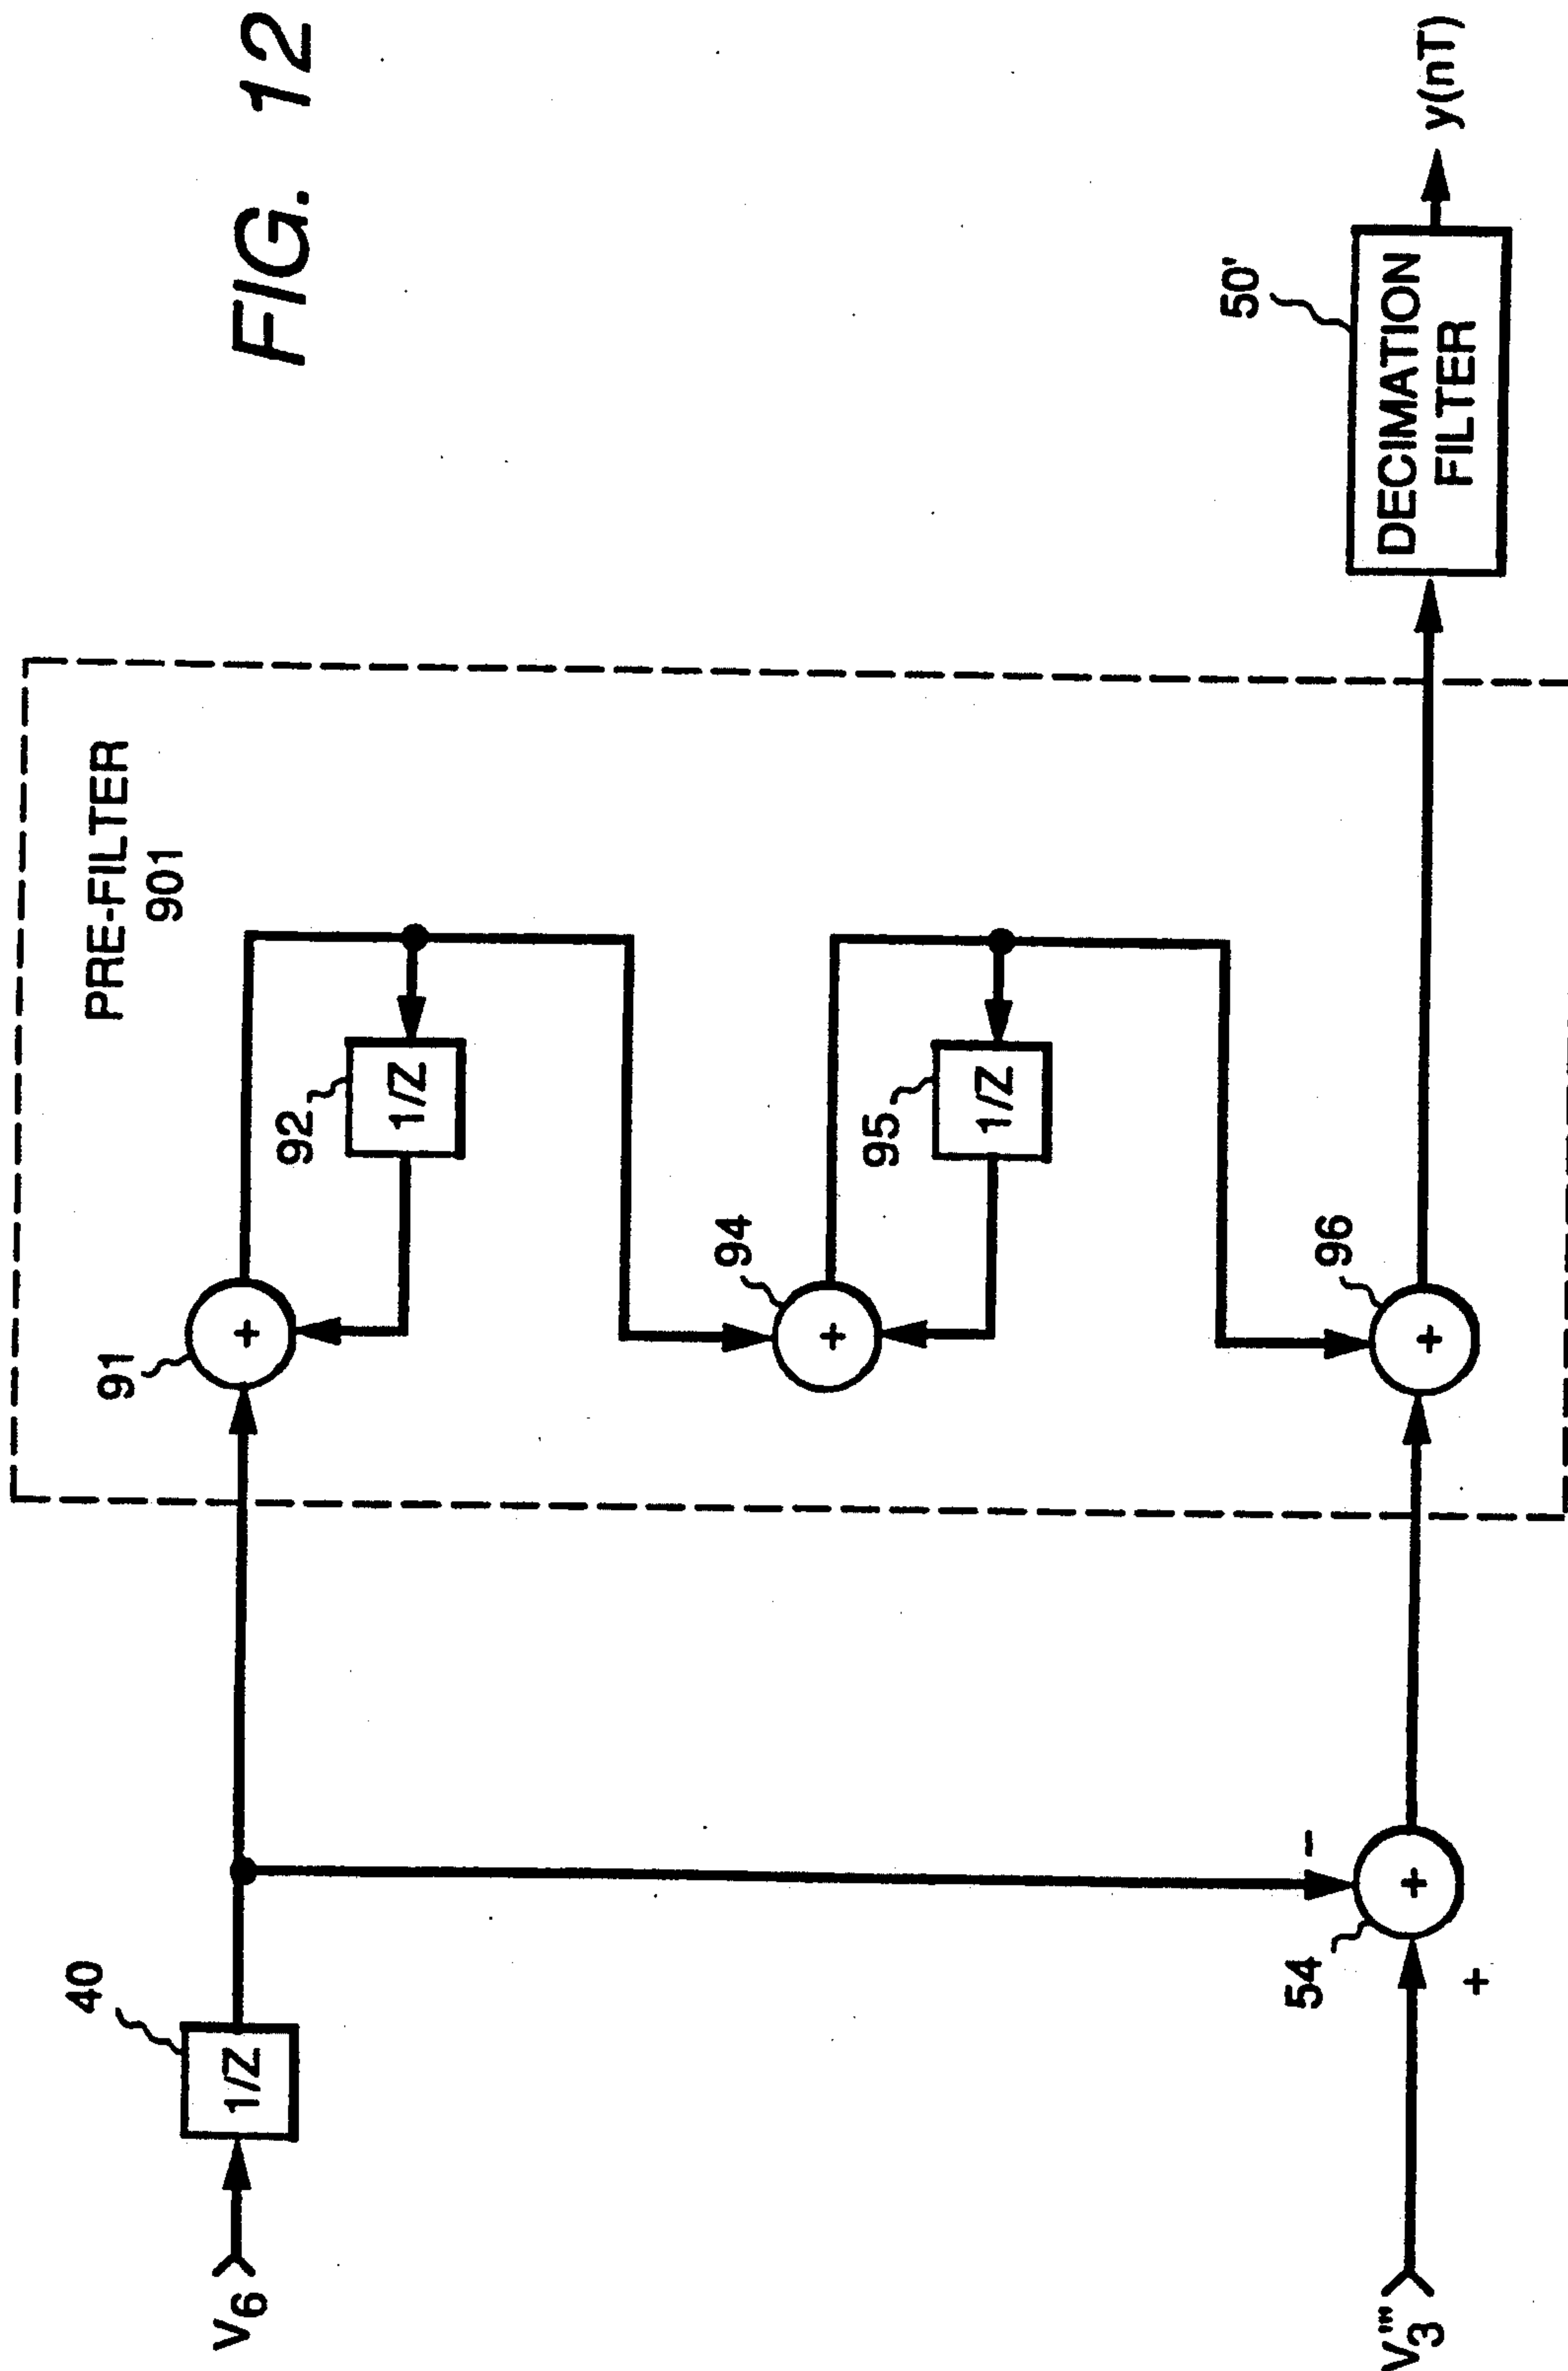 FIG. 12
PRE-FILTER
901
V6
40
1/Z
91
+
92
1/Z
94
+
95
1/Z
V3'''
+
54
+
-
96
+
50'
DECIMATION
FILTER
y(nT)